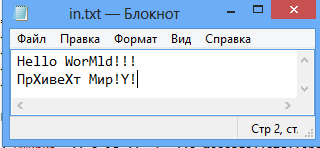 in.txt — Блокнот
Файл Правка Формат Вид Справка
Hello WorMld!!!
ПрХивеХт Мир!Y!
Стр 2, ст.